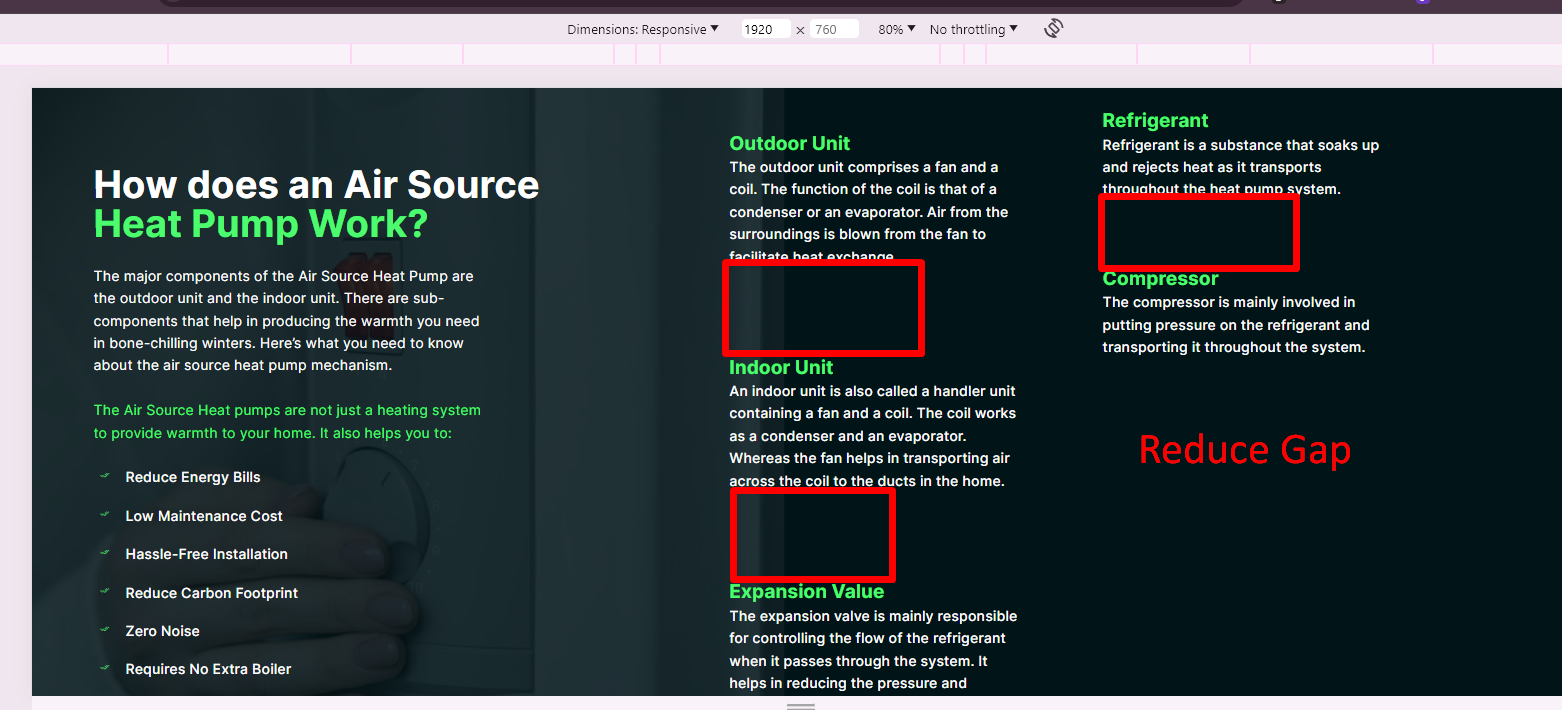 Dimensions: Responsive ▼ 1920 × 760 80% ▼ No throttling ▼
How does an Air Source
Heat Pump Work?
The major components of the Air Source Heat Pump are
the outdoor unit and the indoor unit. There are sub-
components that help in producing the warmth you need
in bone-chilling winters. Here's what you need to know
about the air source heat pump mechanism.
The Air Source Heat pumps are not just a heating system
to provide warmth to your home. It also helps you to:
Reduce Energy Bills
Low Maintenance Cost
Hassle-Free Installation
Reduce Carbon Footprint
Zero Noise
Requires No Extra Boiler
Outdoor Unit
The outdoor unit comprises a fan and a
coil. The function of the coil is that of a
condenser or an evaporator. Air from the
surroundings is blown from the fan to
facilitate heat exchange.
Indoor Unit
An indoor unit is also called a handler unit
containing a fan and a coil. The coil works
as a condenser and an evaporator.
Whereas the fan helps in transporting air
across the coil to the ducts in the home.
Expansion Value
The expansion valve is mainly responsible
for controlling the flow of the refrigerant
when it passes through the system. It
helps in reducing the pressure and
Refrigerant
Refrigerant is a substance that soaks up
and rejects heat as it transports
throughout the heat pump system.
Compressor
The compressor is mainly involved in
putting pressure on the refrigerant and
transporting it throughout the system.
Reduce Gap